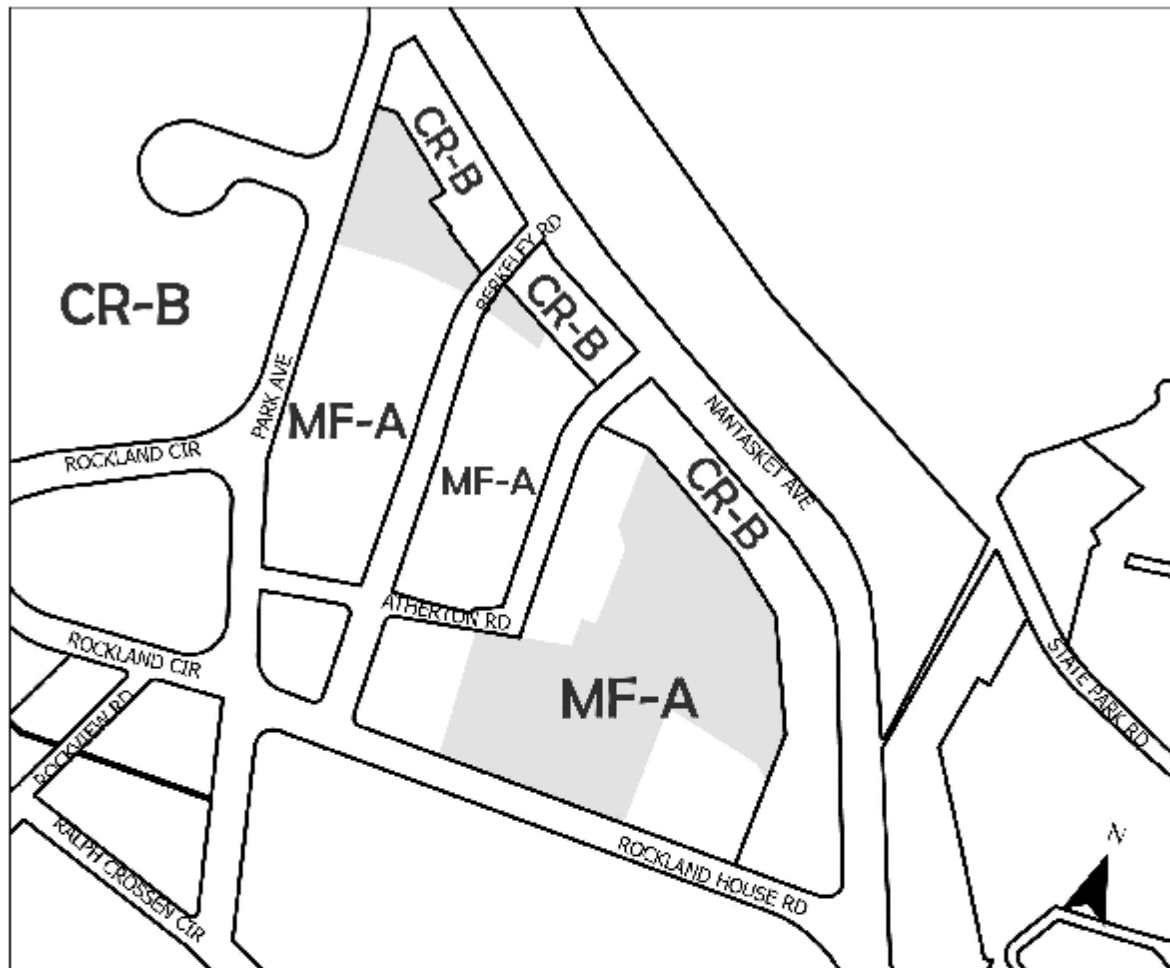 CR-B
BERKELEY RD
CR-B
CR-B
PARK AVE
MF-A
NANTASKET AVE
ROCKLAND CIR
MF-A
CR-B
ATHERTON RD
ROCKLAND CIR
MF-A
STATE PARK RD
ROCKVIEW RD
RALPH CROSSEN CIR
ROCKLAND HOUSE RD
N